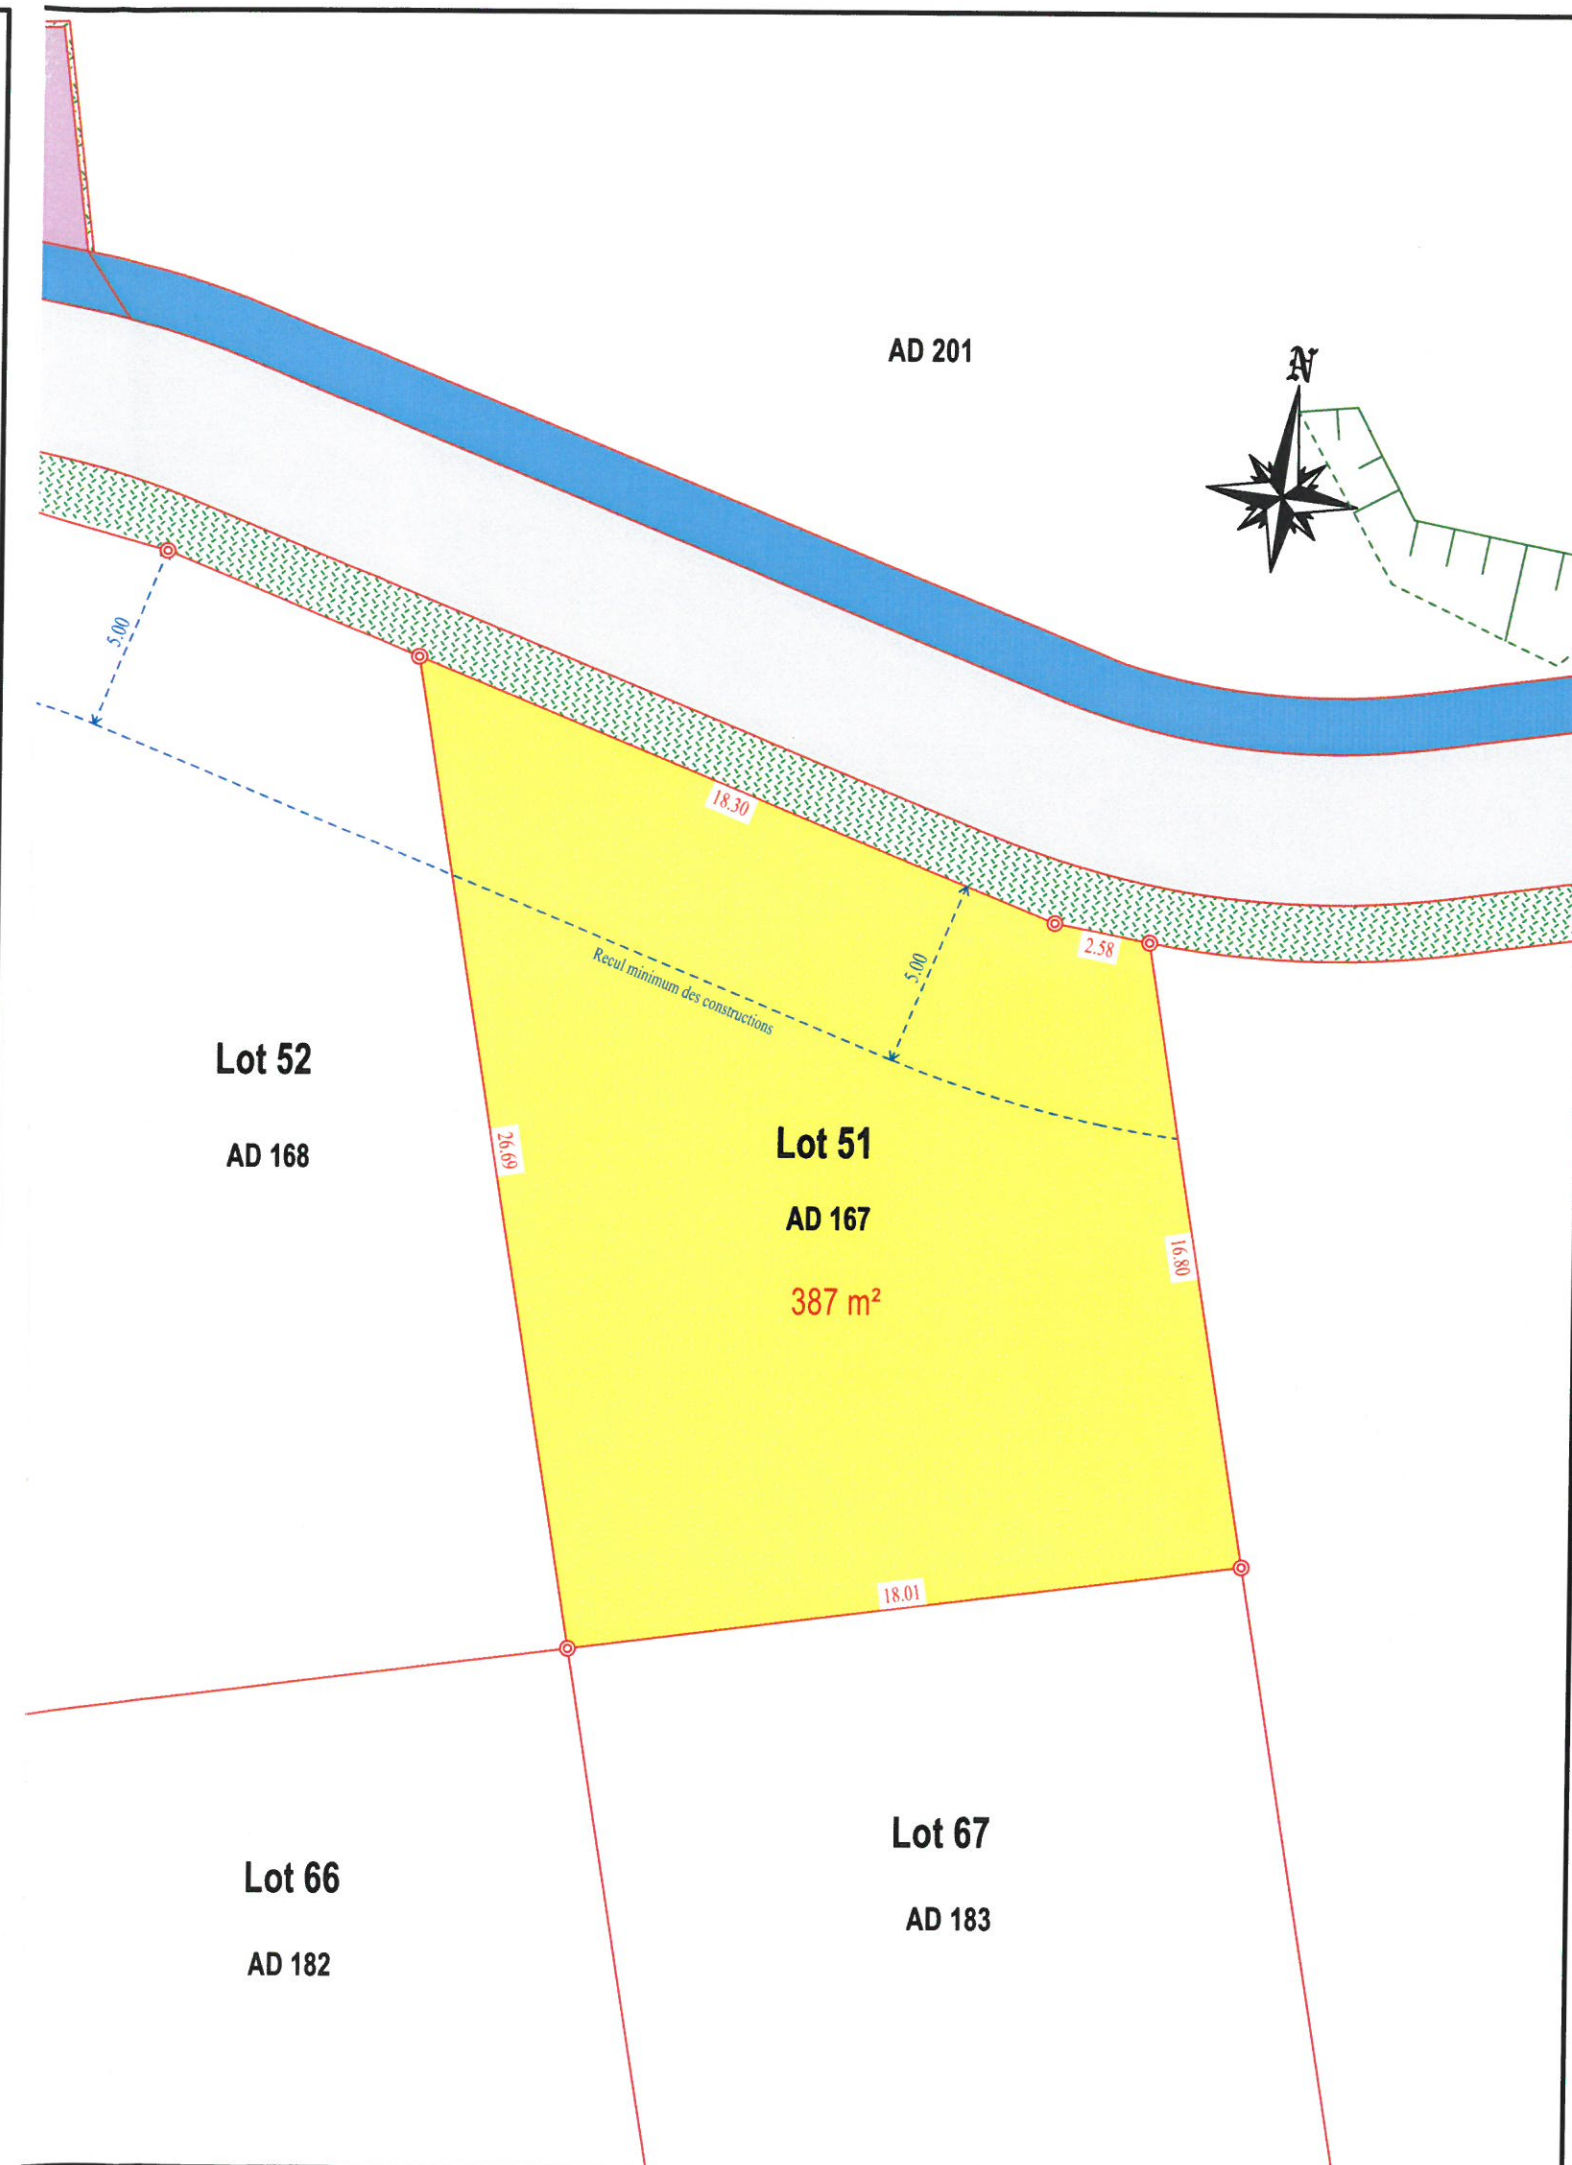 AD 201
N
5.00
18.30
2.58
5.00
Recul minimum des constructions
Lot 52
AD 168
26.69
Lot 51
AD 167
387 m²
16.80
18.01
Lot 67
AD 183
Lot 66
AD 182